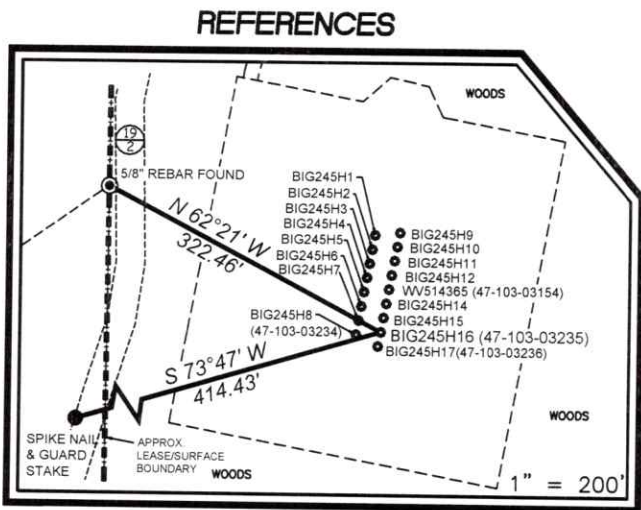 REFERENCES
WOODS
19
2
5/8" REBAR FOUND
N 62°21' W
322.46'
BIG245H1
BIG245H2
BIG245H3
BIG245H4
BIG245H5
BIG245H6
BIG245H7
BIG245H8
(47-103-03234)
BIG245H9
BIG245H10
BIG245H11
BIG245H12
WV514365 (47-103-03154)
BIG245H14
BIG245H15
BIG245H16 (47-103-03235)
BIG245H17(47-103-03236)
S 73°47' W
414.43'
SPIKE NAIL
& GUARD
STAKE
APPROX.
LEASE/SURFACE
BOUNDARY
WOODS
WOODS
1" = 200'